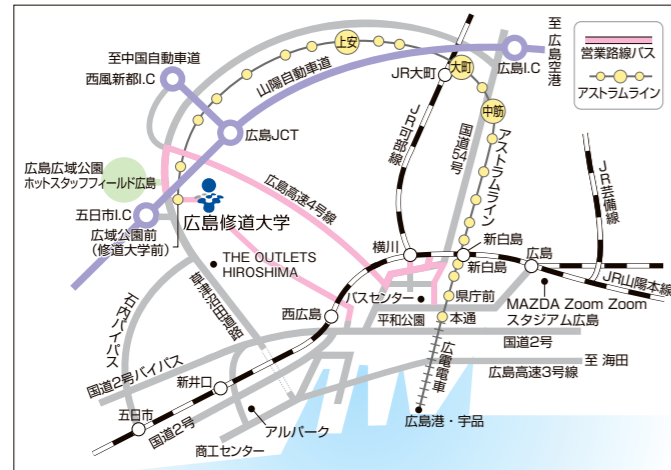 至中国自動車道
西風新都I.C
上安
山陽自動車道
JR大町
大町
広島I.C
至 広島空港
営業路線バス
アストラムライン
中筋
広島JCT
JR可部線
国道54号
アストラムライン
JR芸備線
広島広域公園
ホットスタッフフィールド広島
広島高速4号線
五日市I.C
広島修道大学
広域公園前
(修道大学前)
THE OUTLETS
HIROSHIMA
横川
新白島
新白島
広島
JR山陽本線
バスセンター
県庁前
MAZDA Zoom Zoom
スタジアム広島
西広島
平和公園
本通
石内バイパス
草津沼田道路
国道2号
国道2号バイパス
新井口
広電電車
至 海田
広島高速3号線
五日市
国道2号
アルパーク
広島港・宇品
商工センター